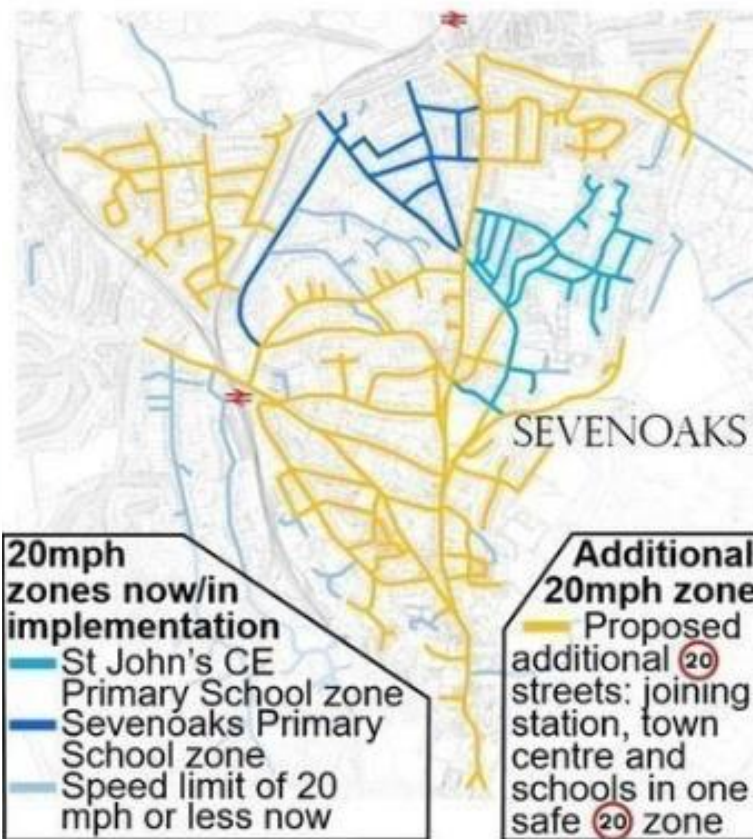 SEVENOAKS
20mph
zones now/in
implementation
St John's CE
Primary School zone
Sevenoaks Primary
School zone
Speed limit of 20
mph or less now
Additional
20mph zone
Proposed
additional 20
streets: joining
station, town
centre and
schools in one
safe 20 zone